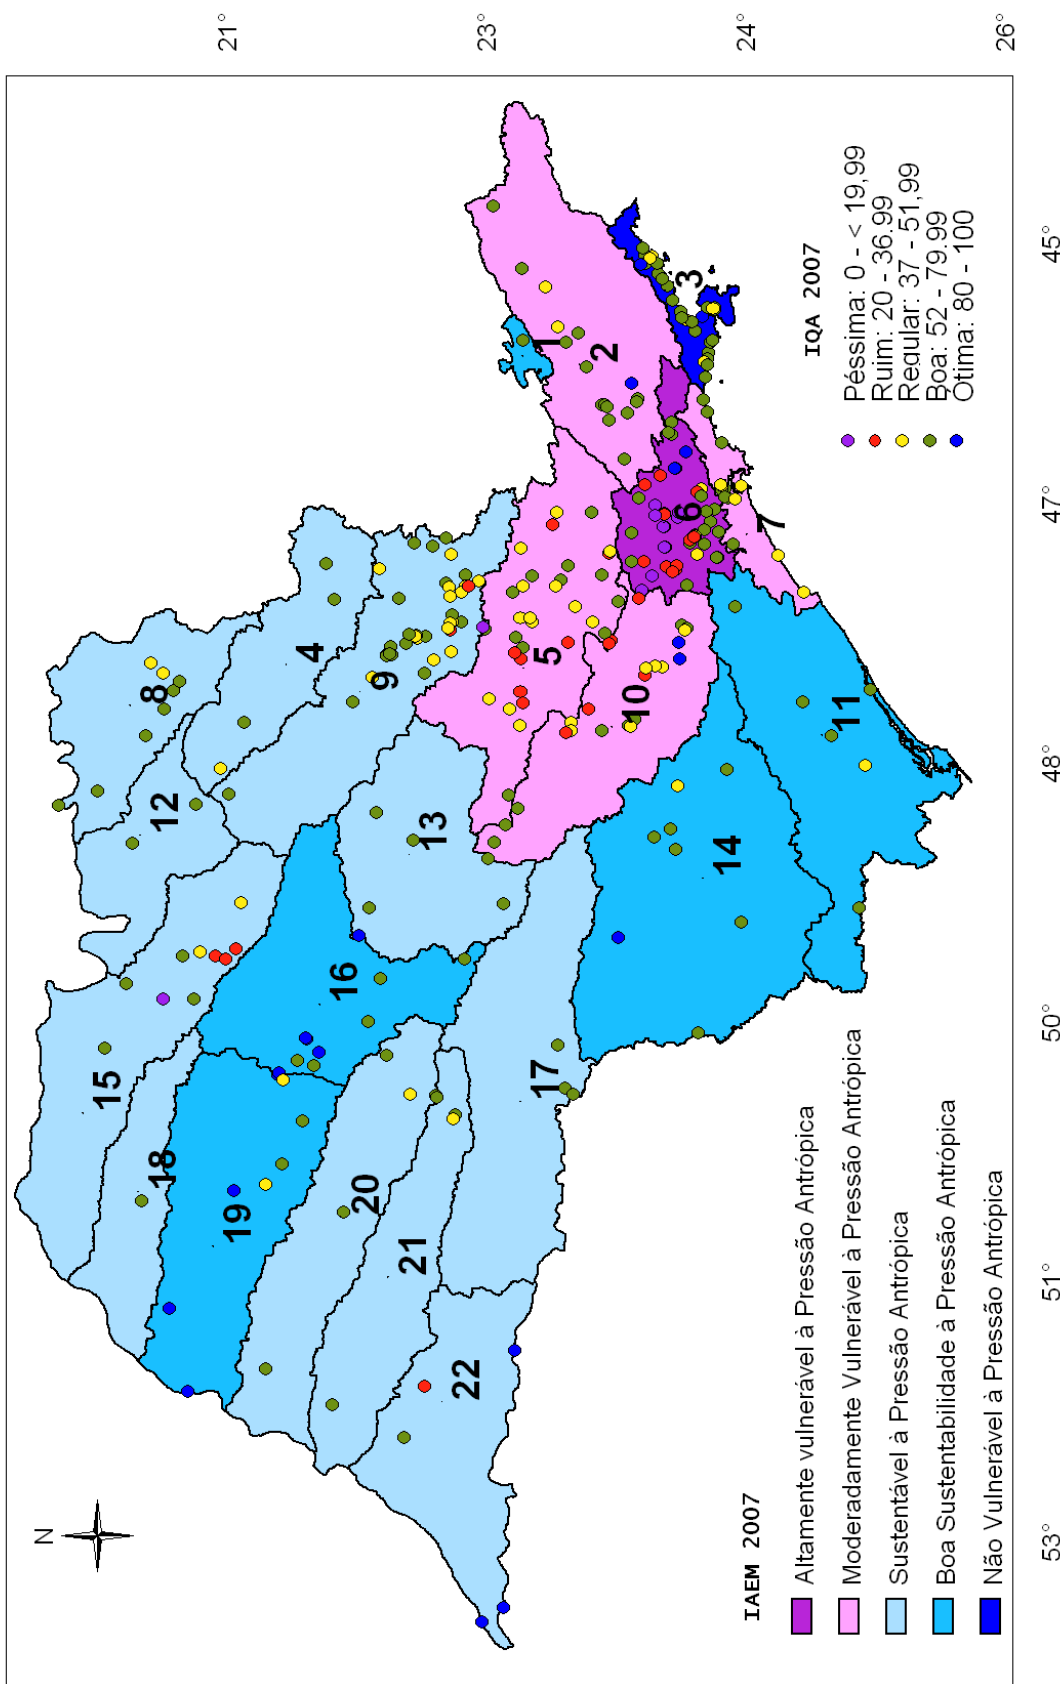 N
21°
23°
24°
26°
45°
47°
48°
50°
51°
53°
1
2
3
4
5
6
7
8
9
10
11
12
13
14
15
16
17
18
19
20
21
22
IAEM 2007
Altamente vulnerável à Pressão Antrópica
Moderadamente Vulnerável à Pressão Antrópica
Sustentável à Pressão Antrópica
Boa Sustentabilidade à Pressão Antrópica
Não Vulnerável à Pressão Antrópica
IQA 2007
Péssima: 0 - < 19,99
Ruim: 20 - 36.99
Regular: 37 - 51,99
Boa: 52 - 79.99
Otima: 80 - 100